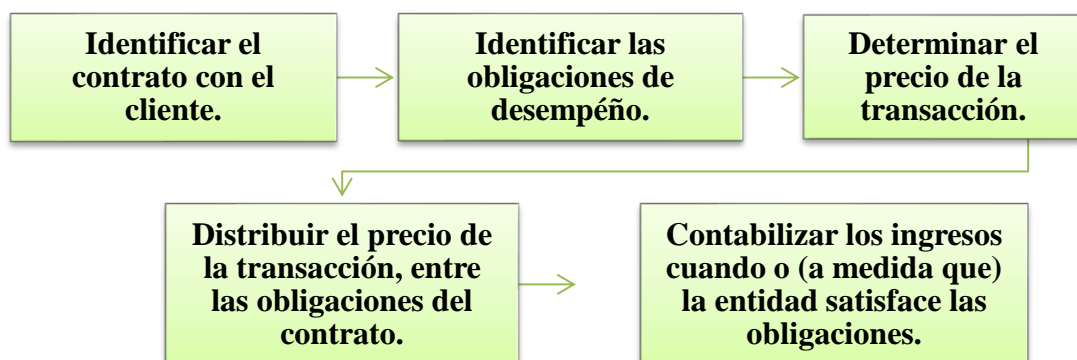 Identificar el
contrato con el
cliente.
Identificar las
obligaciones de
desempéño.
Determinar el
precio de la
transacción.
Distribuir el precio de
la transacción, entre
las obligaciones del
contrato.
Contabilizar los ingresos
cuando o (a medida que)
la entidad satisface las
obligaciones.